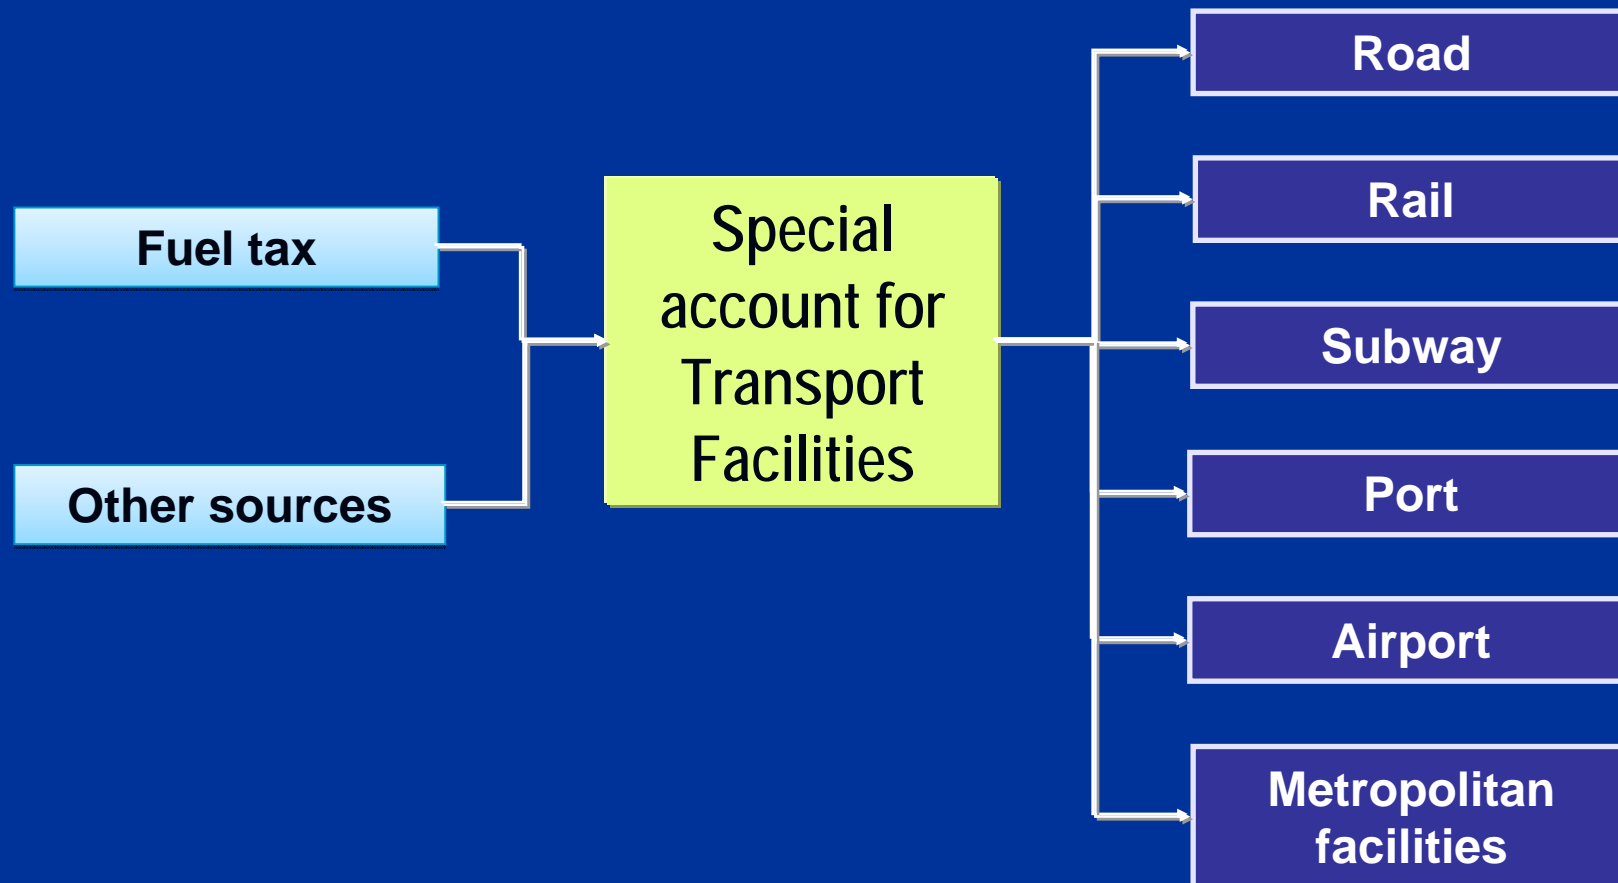 Fuel tax
Other sources
Special
account for
Transport
Facilities
Road
Rail
Subway
Port
Airport
Metropolitan
facilities